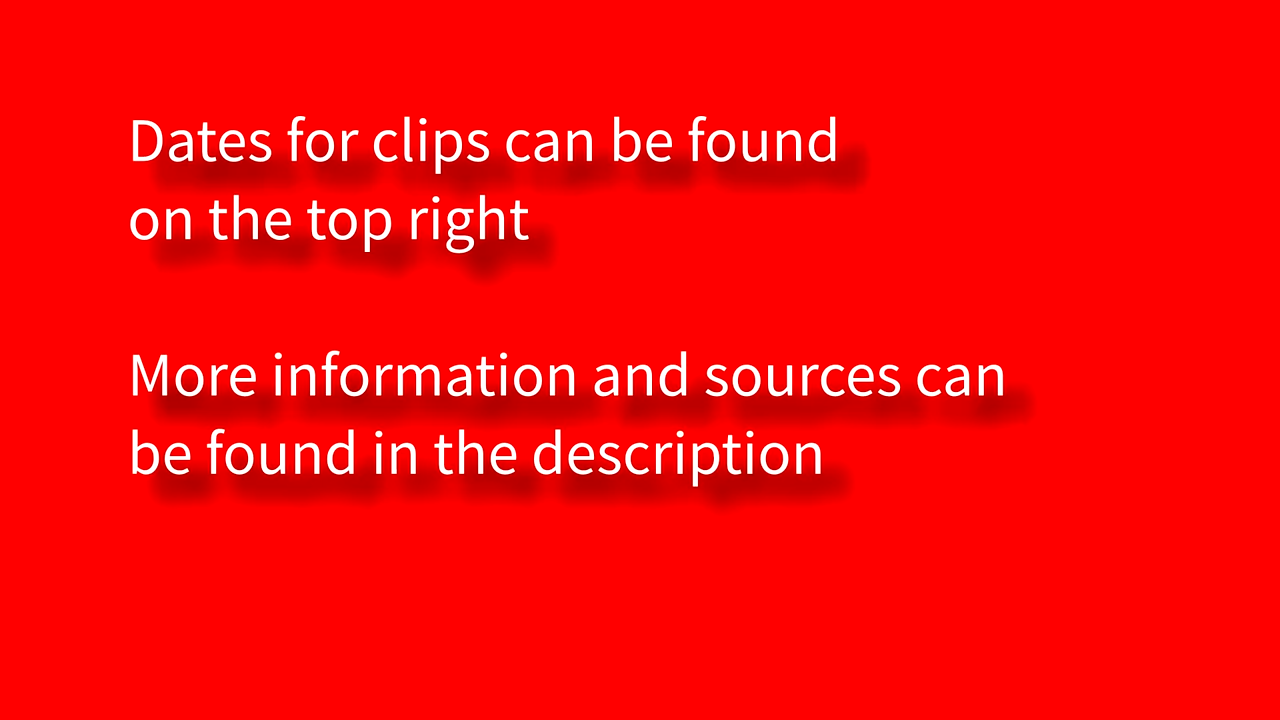 Dates for clips can be found
on the top right
More information and sources can
be found in the description